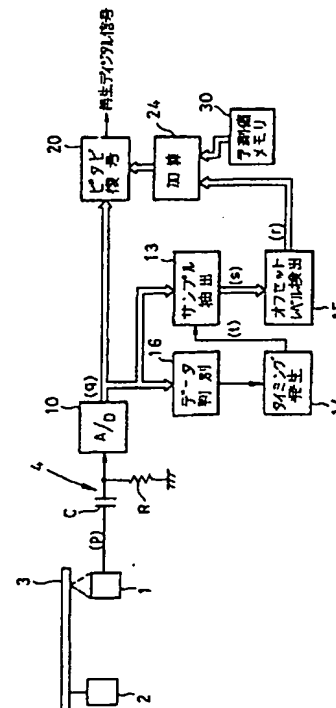 再生ディジタル信号
20
ビタビ
復号
24
加算
30
予測値
メモリ
(q)
13
サンプル
抽出
(s)
(r)
オフセット
レベル検出
10
A/D
16
データ
判別
(t)
タイミング
発生
4
C
R
(P)
3
1
2